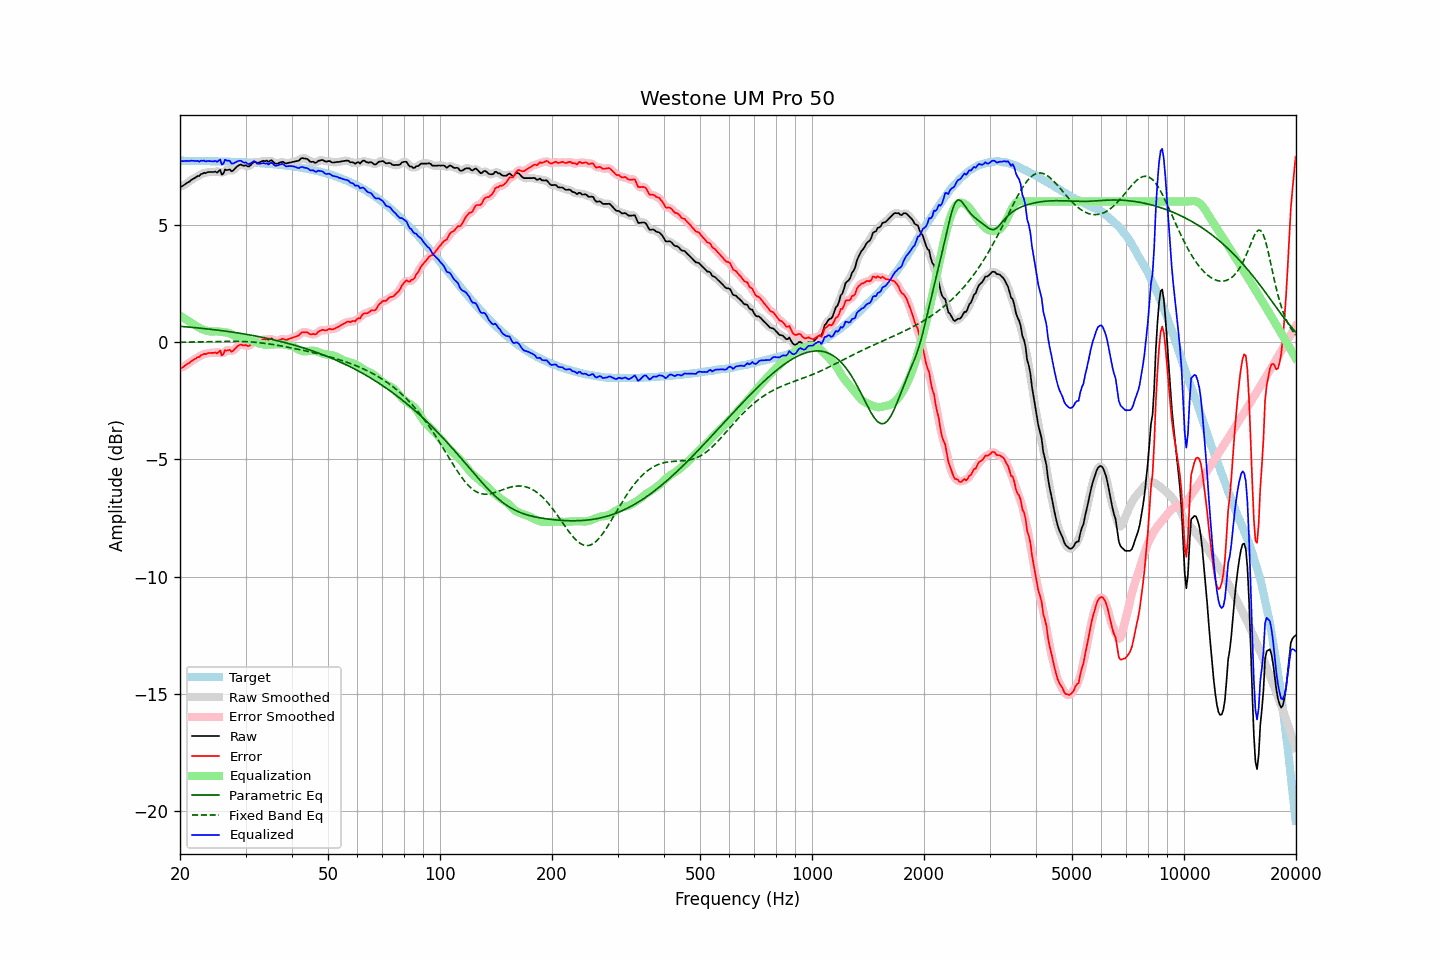 Westone UM Pro 50
Amplitude (dBr)
5
0
−5
−10
−15
−20
Target
Raw Smoothed
Error Smoothed
Raw
Error
Equalization
Parametric Eq
Fixed Band Eq
Equalized
20 50 100 200 500 1000 2000 5000 10000 20000
Frequency (Hz)